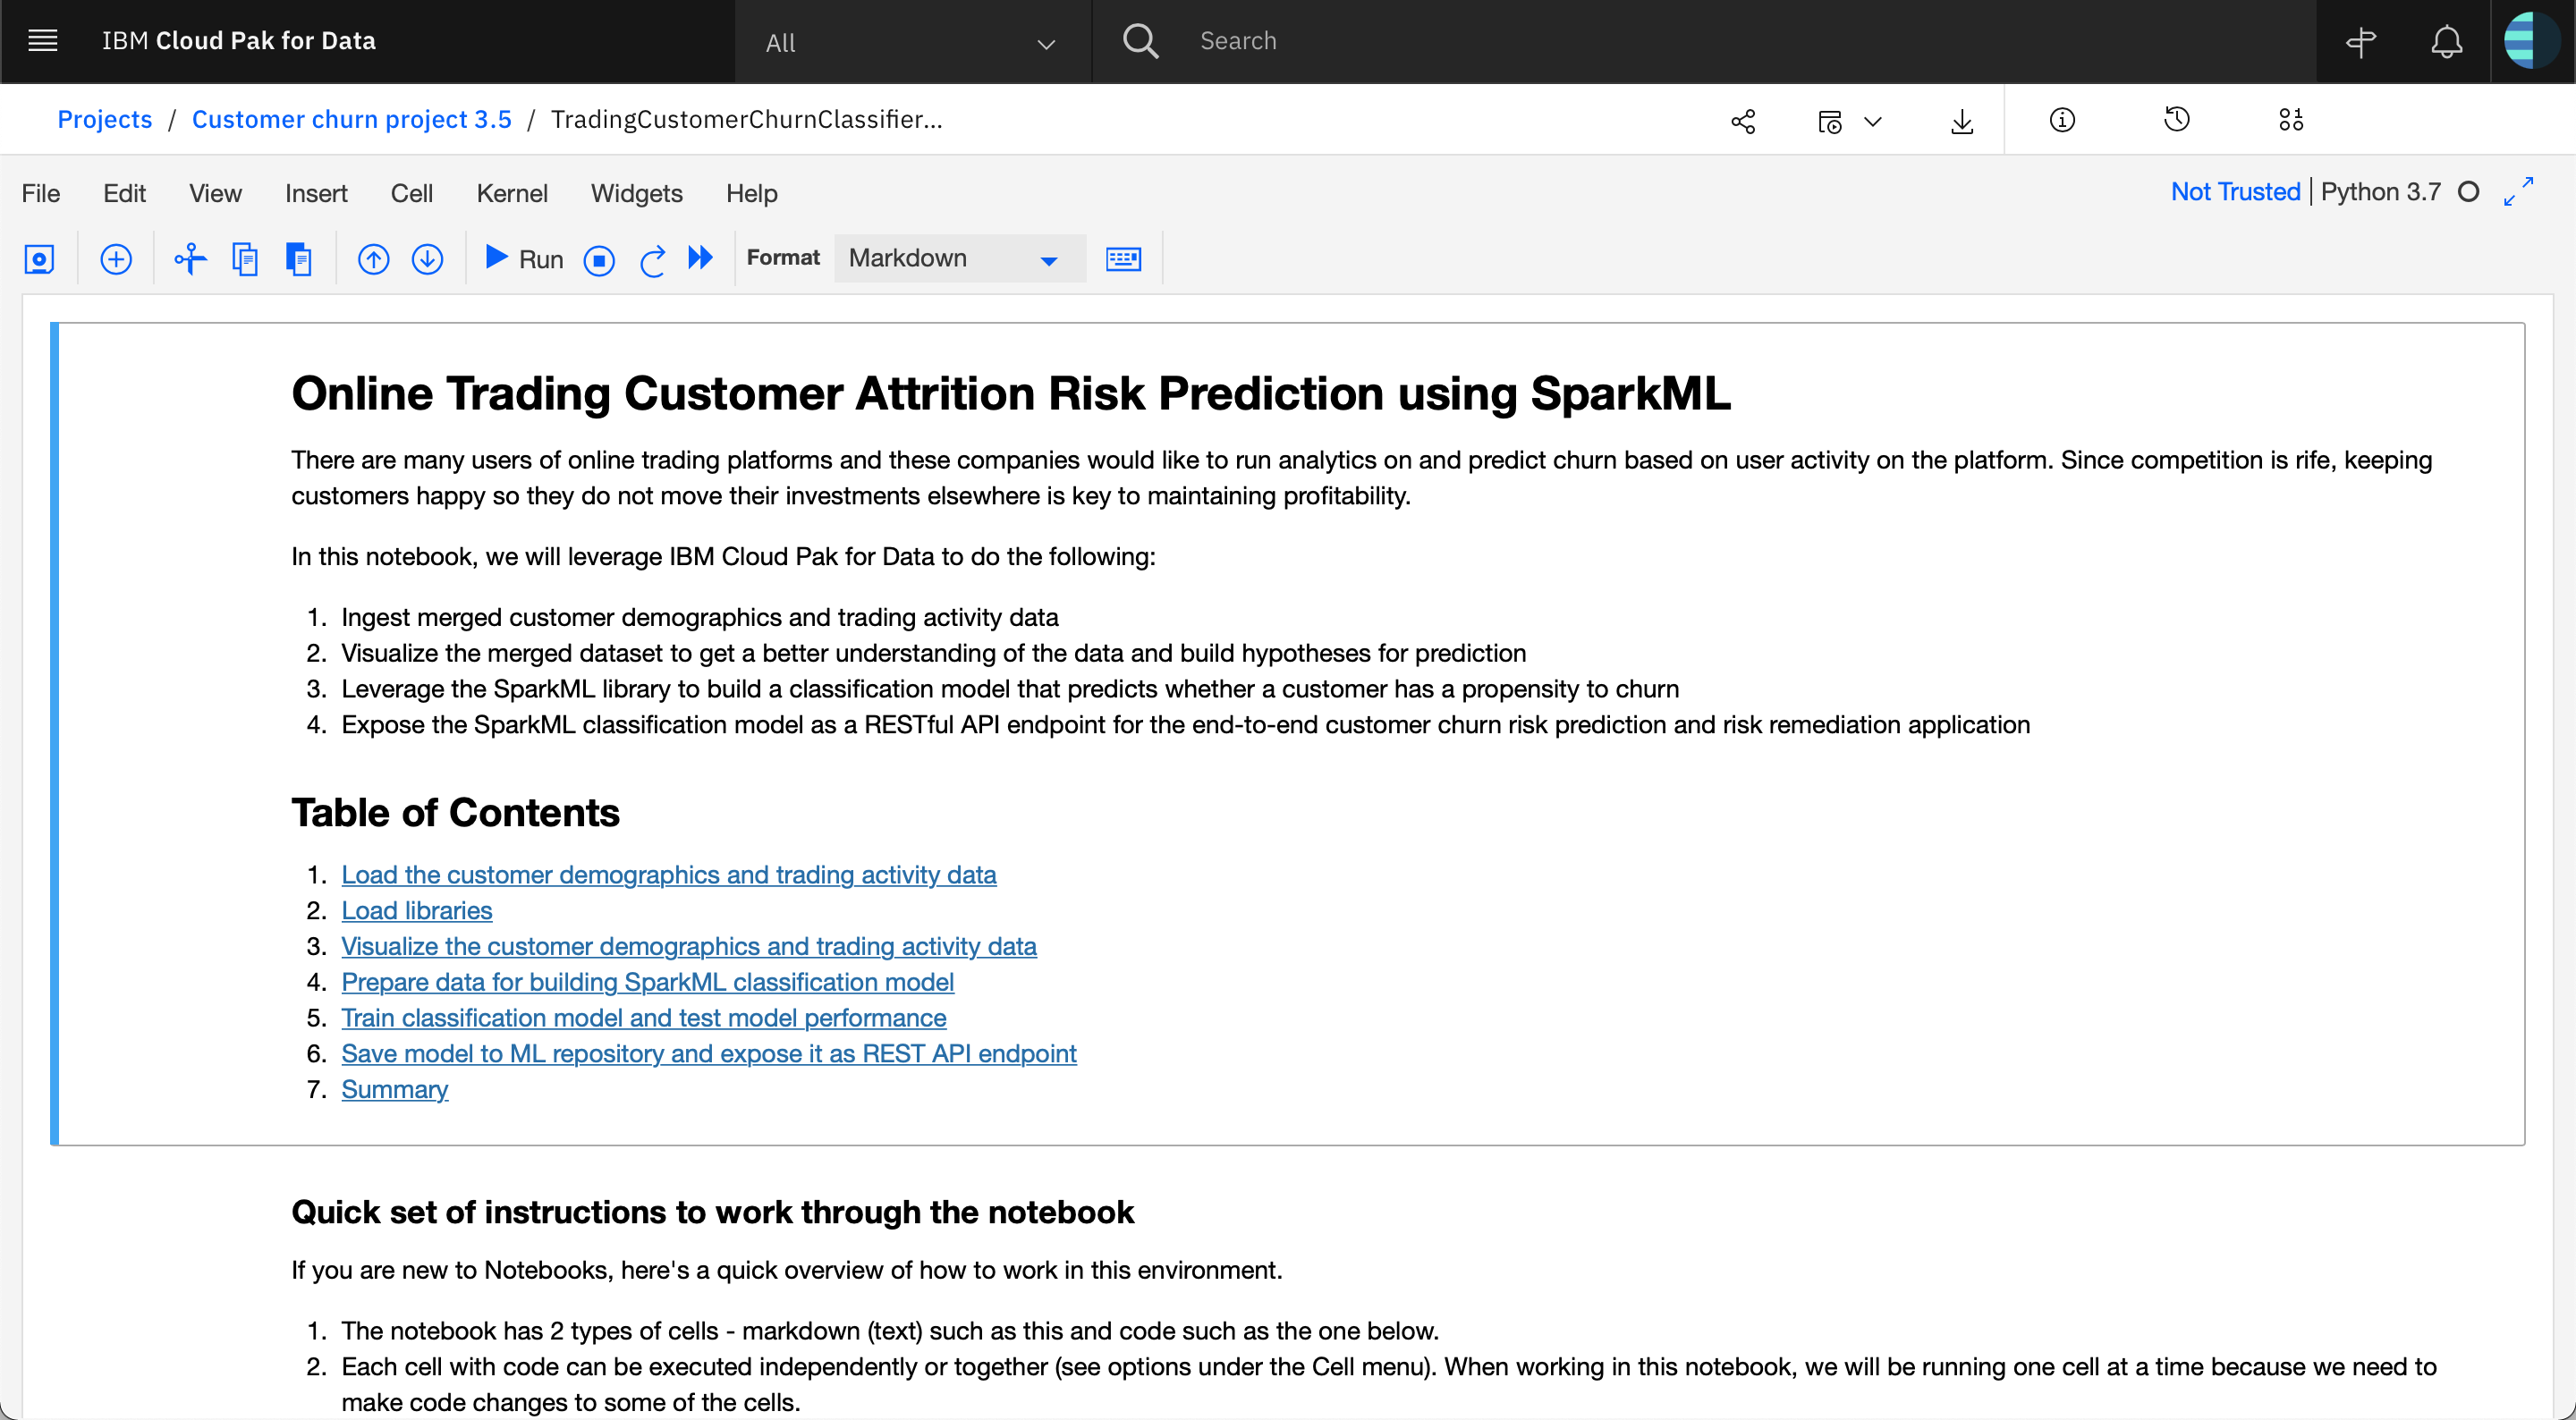 IBM Cloud Pak for Data
All
Search
Projects / Customer churn project 3.5 / TradingCustomerChurnClassifier...
File Edit View Insert Cell Kernel Widgets Help
Not Trusted | Python 3.7
Run
Format Markdown
Online Trading Customer Attrition Risk Prediction using SparkML
There are many users of online trading platforms and these companies would like to run analytics on and predict churn based on user activity on the platform. Since competition is rife, keeping
customers happy so they do not move their investments elsewhere is key to maintaining profitability.
In this notebook, we will leverage IBM Cloud Pak for Data to do the following:
1. Ingest merged customer demographics and trading activity data
2. Visualize the merged dataset to get a better understanding of the data and build hypotheses for prediction
3. Leverage the SparkML library to build a classification model that predicts whether a customer has a propensity to churn
4. Expose the SparkML classification model as a RESTful API endpoint for the end-to-end customer churn risk prediction and risk remediation application
Table of Contents
1. Load the customer demographics and trading activity data
2. Load libraries
3. Visualize the customer demographics and trading activity data
4. Prepare data for building SparkML classification model
5. Train classification model and test model performance
6. Save model to ML repository and expose it as REST API endpoint
7. Summary
Quick set of instructions to work through the notebook
If you are new to Notebooks, here's a quick overview of how to work in this environment.
1. The notebook has 2 types of cells - markdown (text) such as this and code such as the one below.
2. Each cell with code can be executed independently or together (see options under the Cell menu). When working in this notebook, we will be running one cell at a time because we need to
make code changes to some of the cells.